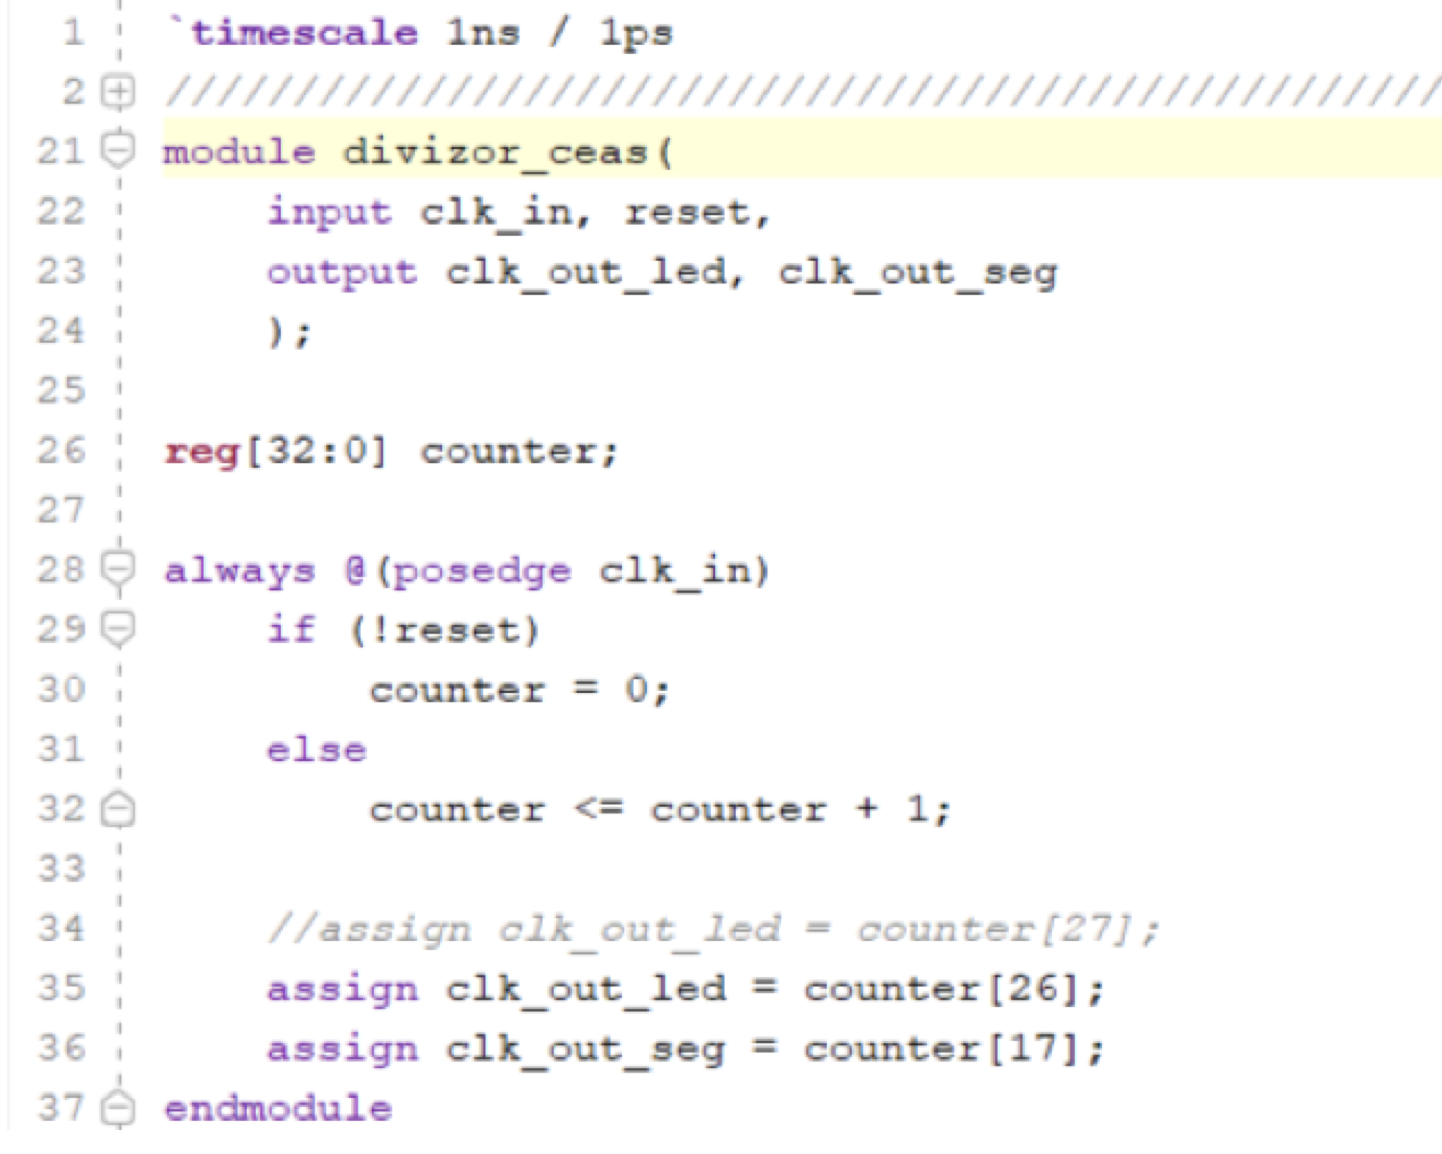 1 `timescale 1ns / 1ps
2 //////////////////////////////////////////////////
21 module divizor_ceas(
22 input clk_in, reset,
23 output clk_out_led, clk_out_seg
24 );
25
26 reg[32:0] counter;
27
28 always @(posedge clk_in)
29 if (!reset)
30 counter = 0;
31 else
32 counter <= counter + 1;
33
34 //assign clk_out_led = counter[27];
35 assign clk_out_led = counter[26];
36 assign clk_out_seg = counter[17];
37 endmodule